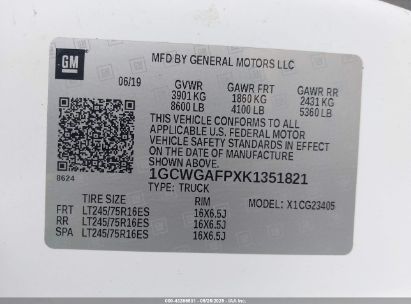 GM
MFD BY GENERAL MOTORS LLC
06/19 GVWR GAWR FRT GAWR RR
3901 KG 1860 KG 2431 KG
8600 LB 4100 LB 5360 LB
THIS VEHICLE CONFORMS TO ALL
APPLICABLE U.S. FEDERAL MOTOR
VEHICLE SAFETY STANDARDS IN EFFECT ON
THE DATE OF MANUFACTURE SHOWN ABOVE.
8624 1GCWGAFPXK1351821
TYPE: TRUCK
TIRE SIZE RIM MODEL: X1CG23405
FRT LT245/75R16ES 16X6.5J
RR LT245/75R16ES 16X6.5J
SPA LT245/75R16ES 16X6.5J